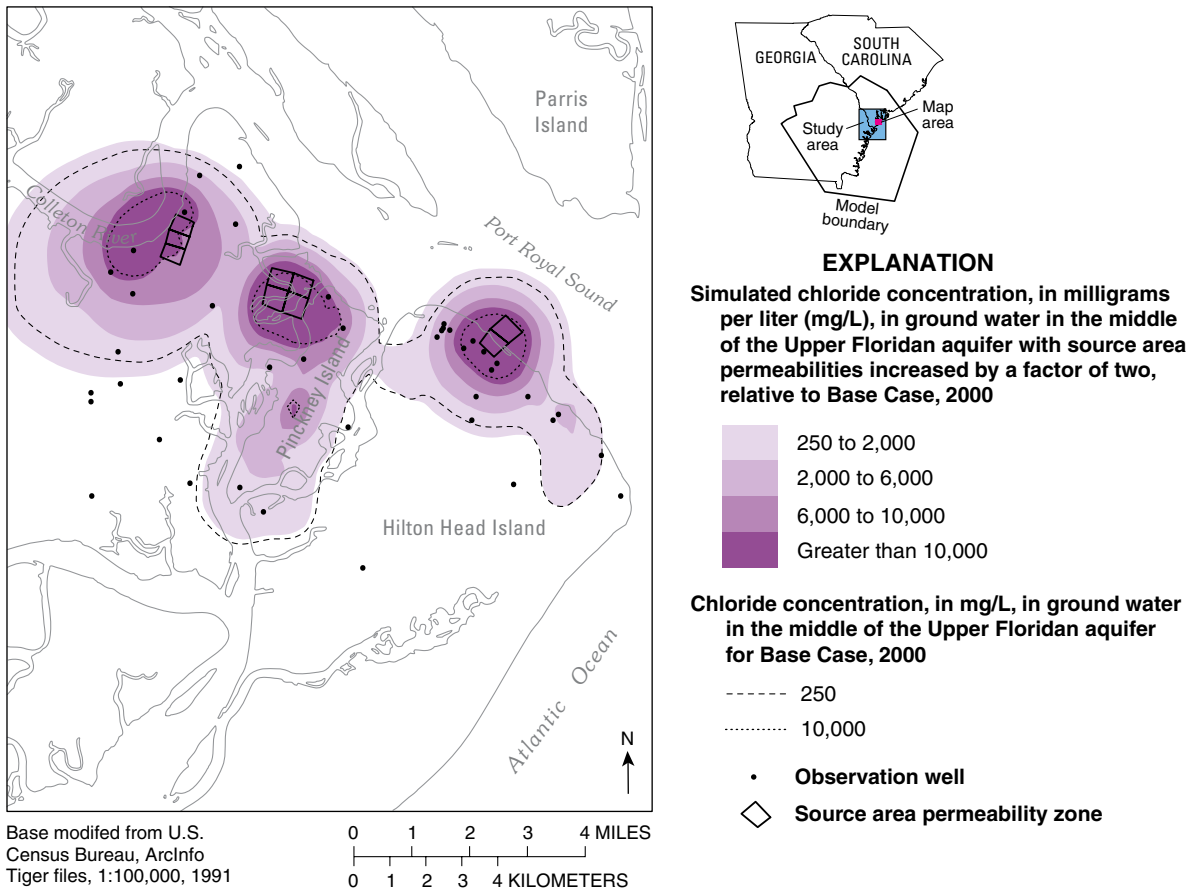 Parris
Island
Colleton River
Port Royal Sound
Pinckney Island
Hilton Head Island
Atlantic Ocean
N
Base modifed from U.S.
Census Bureau, ArcInfo
Tiger files, 1:100,000, 1991
0 1 2 3 4 MILES
0 1 2 3 4 KILOMETERS
GEORGIA
SOUTH
CAROLINA
Map
area
Study
area
Model
boundary
EXPLANATION
Simulated chloride concentration, in milligrams
per liter (mg/L), in ground water in the middle
of the Upper Floridan aquifer with source area
permeabilities increased by a factor of two,
relative to Base Case, 2000
250 to 2,000
2,000 to 6,000
6,000 to 10,000
Greater than 10,000
Chloride concentration, in mg/L, in ground water
in the middle of the Upper Floridan aquifer
for Base Case, 2000
250
10,000
Observation well
Source area permeability zone